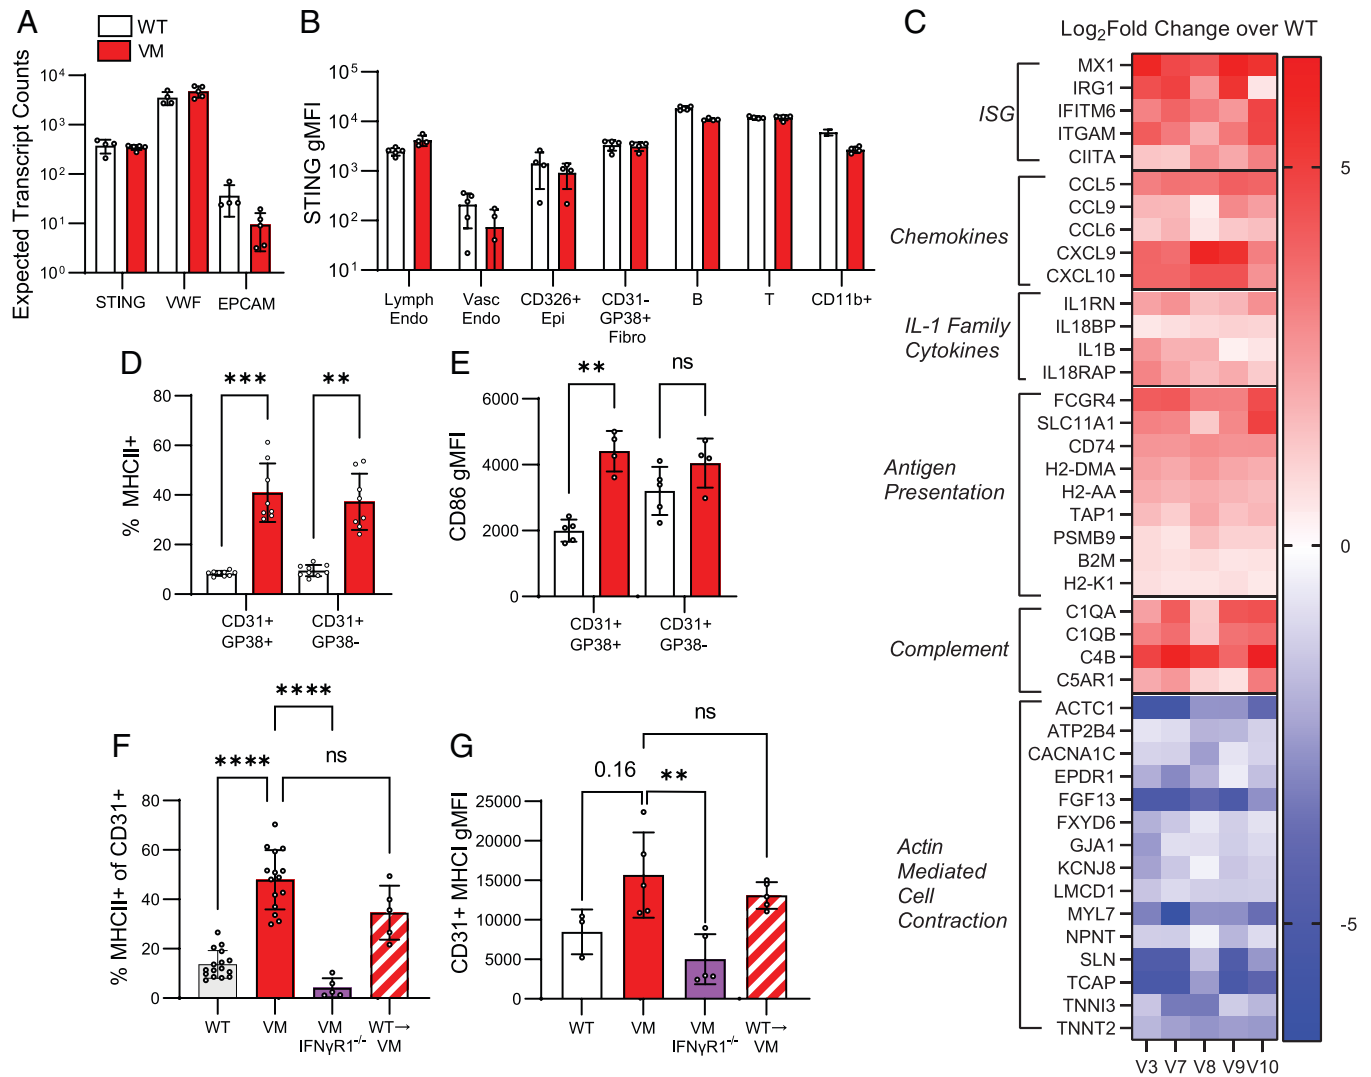 A
WT
VM
Expected Transcript Counts
10⁴
10³
10²
10¹
10⁰
STING
VWF
EPCAM
B
STING gMFI
10⁵
10⁴
10³
10²
10¹
Lymph
Endo
Vasc
Endo
CD326+
Epi
CD31-
GP38+
Fibro
B
T
CD11b+
C
Log₂Fold Change over WT
ISG
MX1
IRG1
IFITM6
ITGAM
CIITA
Chemokines
CCL5
CCL9
CCL6
CXCL9
CXCL10
IL-1 Family
Cytokines
IL1RN
IL18BP
IL1B
IL18RAP
Antigen
Presentation
FCGR4
SLC11A1
CD74
H2-DMA
H2-AA
TAP1
PSMB9
B2M
H2-K1
Complement
C1QA
C1QB
C4B
C5AR1
Actin
Mediated
Cell
Contraction
ACTC1
ATP2B4
CACNA1C
EPDR1
FGF13
FXYD6
GJA1
KCNJ8
LMCD1
MYL7
NPNT
SLN
TCAP
TNNI3
TNNT2
V3 V7 V8 V9 V10
5
0
-5
D
% MHCII+
80
60
40
20
0
***
**
CD31+
GP38+
CD31+
GP38-
E
CD86 gMFI
6000
4000
2000
0
**
ns
CD31+
GP38+
CD31+
GP38-
F
% MHCII+ of CD31+
80
60
40
20
0
****
****
ns
WT
VM
VM
IFNγR1⁻/⁻
WT→
VM
G
CD31+ MHCI gMFI
25000
20000
15000
10000
5000
0
0.16
**
ns
WT
VM
VM
IFNγR1⁻/⁻
WT→
VM